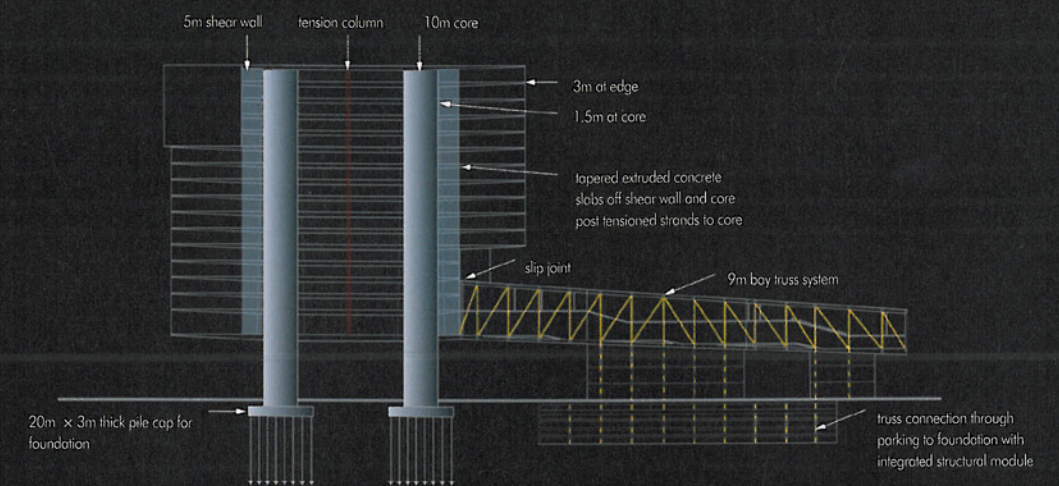 5m shear wall
tension column
10m core
3m at edge
1.5m at core
tapered extruded concrete
slabs off shear wall and core
post tensioned strands to core
slip joint
9m bay truss system
20m × 3m thick pile cap for
foundation
truss connection through
parking to foundation with
integrated structural module